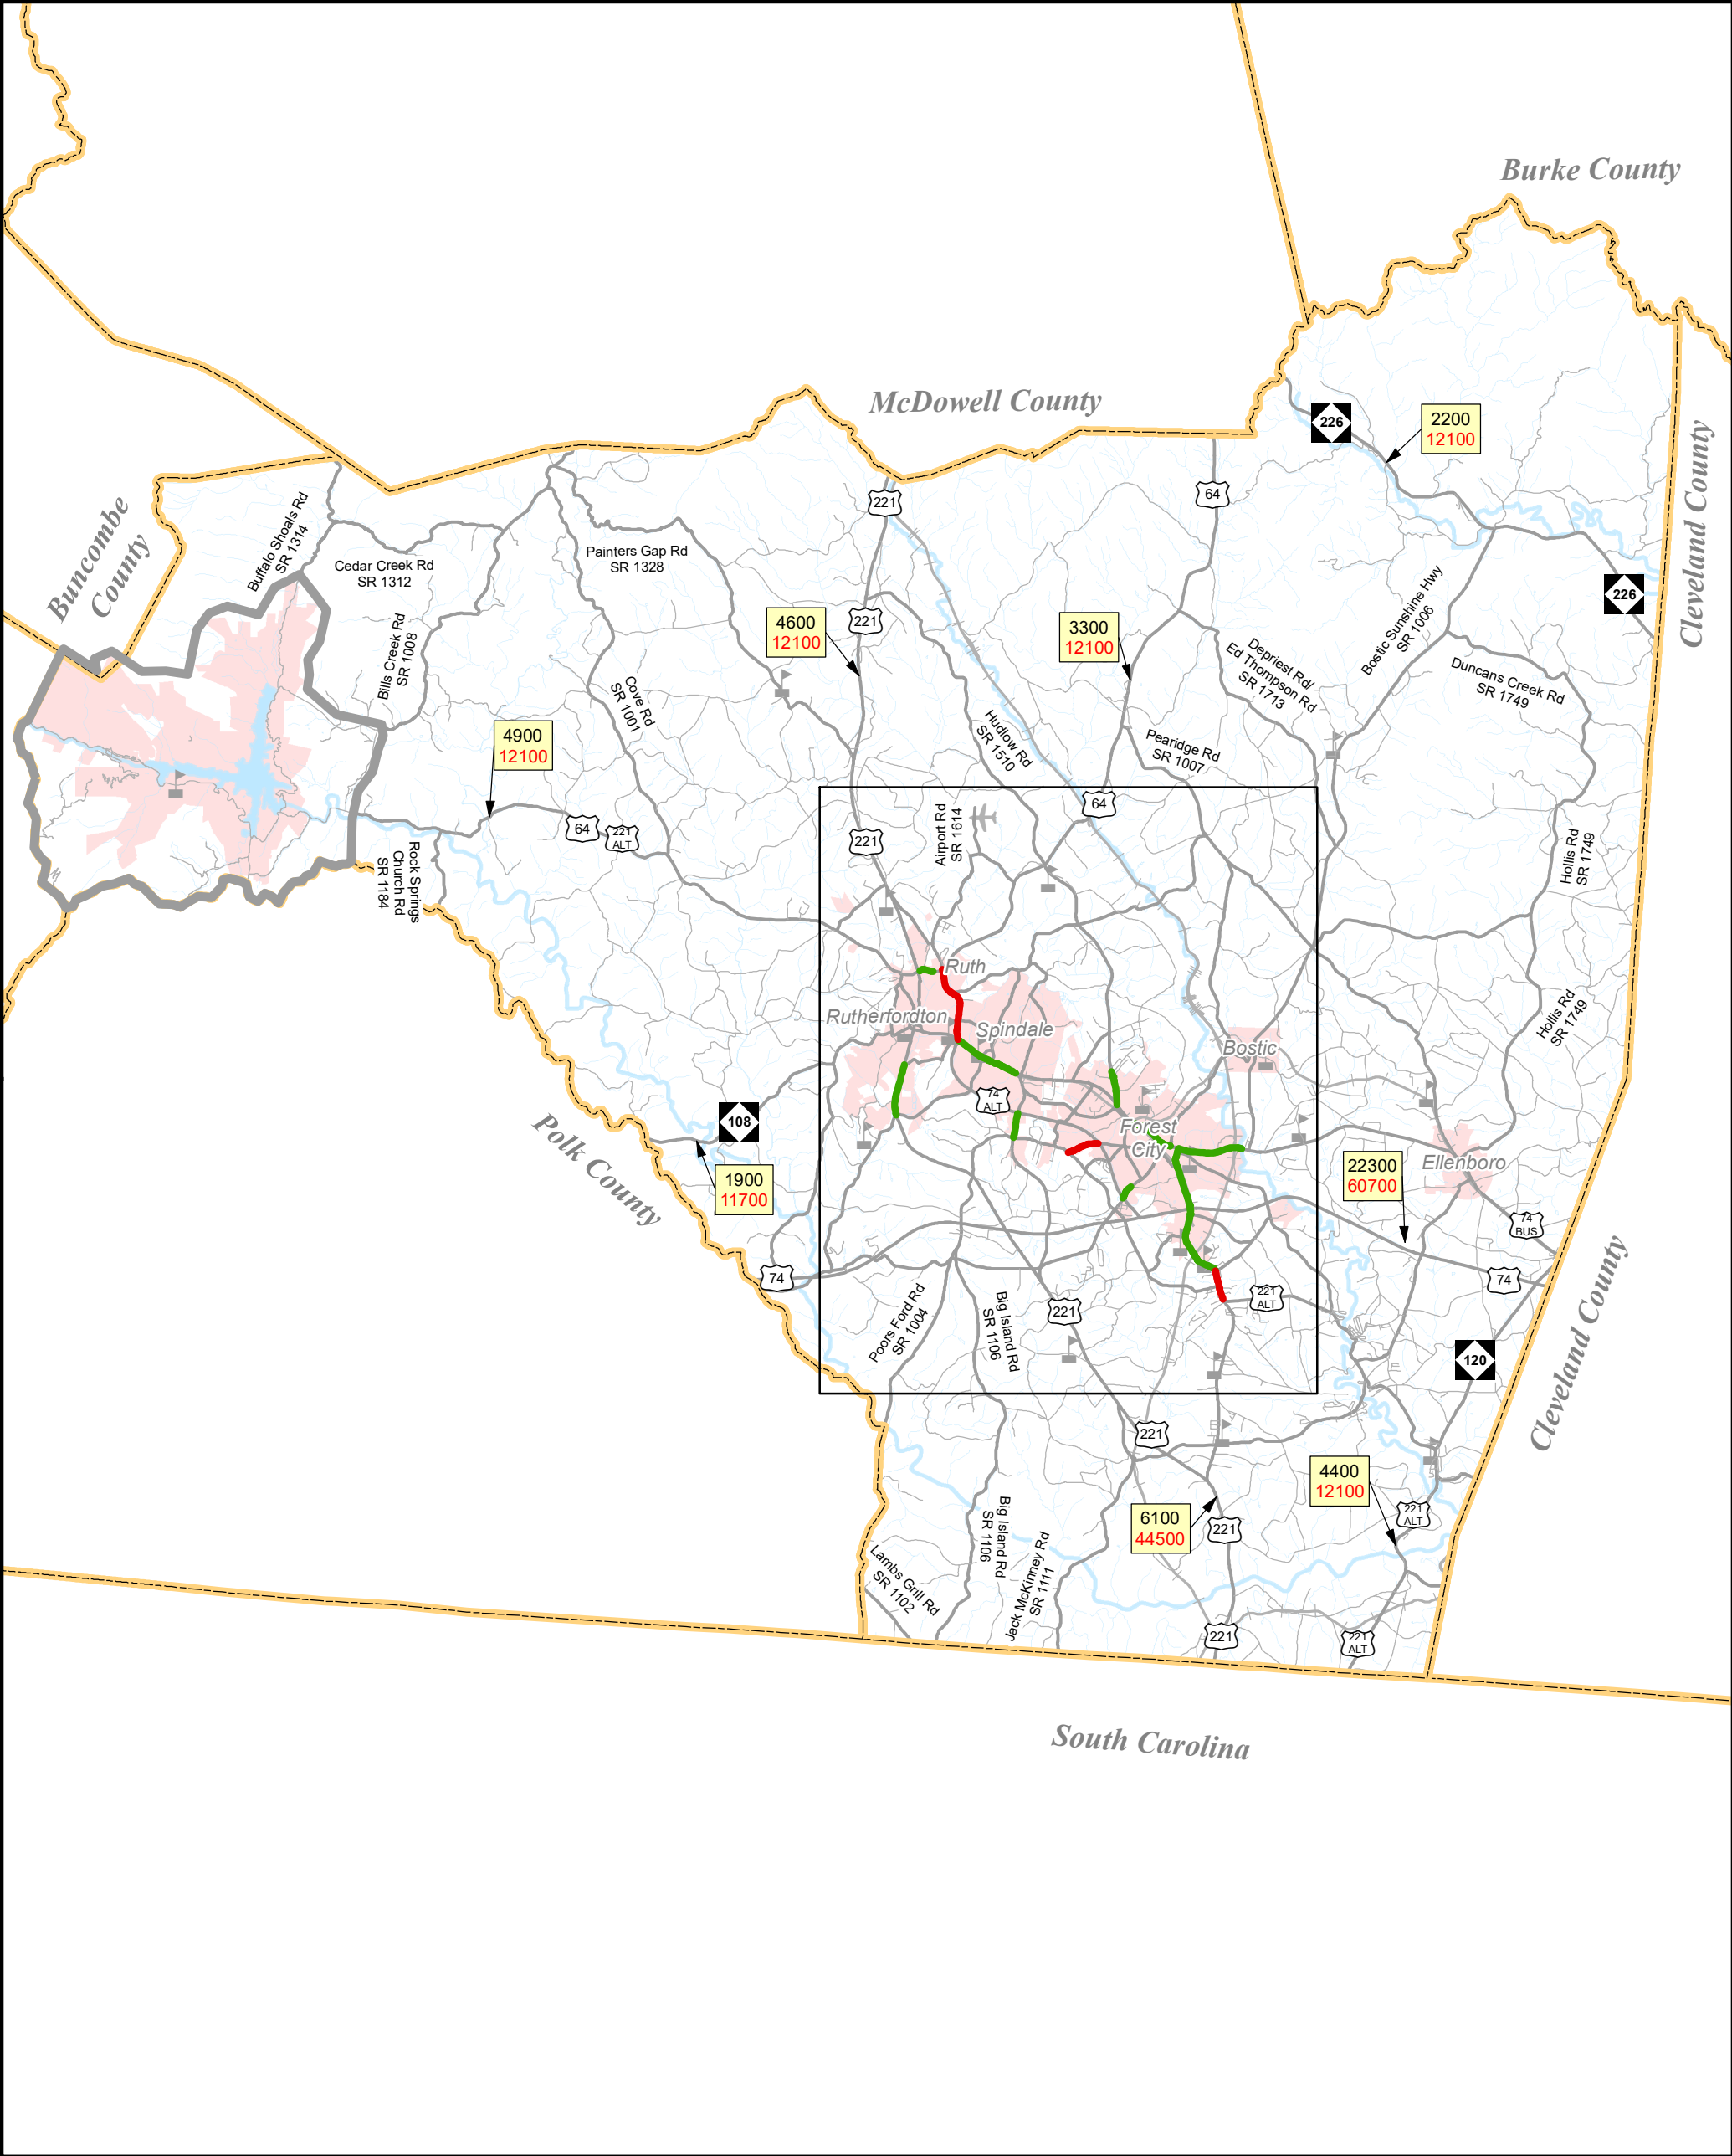 Burke County
McDowell County
Cleveland County
Buncombe
County
226
2200
12100
64
221
Buffalo Shoals Rd
SR 1314
Cedar Creek Rd
SR 1312
Painters Gap Rd
SR 1328
226
Bills Creek Rd
SR 1008
4600
12100
221
3300
12100
Bostic Sunshine Hwy
SR 1006
Depriest Rd/
Ed Thompson Rd
SR 1713
Duncans Creek Rd
SR 1749
Cove Rd
SR 1001
Hudlow Rd
SR 1510
Pearidge Rd
SR 1007
4900
12100
64
221
ALT
221
Airport Rd
SR 1614
64
Rock Springs
Church Rd
SR 1184
Hollis Rd
SR 1749
Ruth
Rutherfordton
Spindale
Bostic
Hollis Rd
SR 1749
74
ALT
108
Forest
City
Polk County
1900
11700
Ellenboro
22300
60700
74
BUS
74
74
221
ALT
221
Poors Ford Rd
SR 1004
Big Island Rd
SR 1106
120
Cleveland County
221
4400
12100
6100
44500
221
221
ALT
Big Island Rd
SR 1106
Jack McKinney Rd
SR 1111
Lambs Grill Rd
SR 1102
221
221
ALT
South Carolina